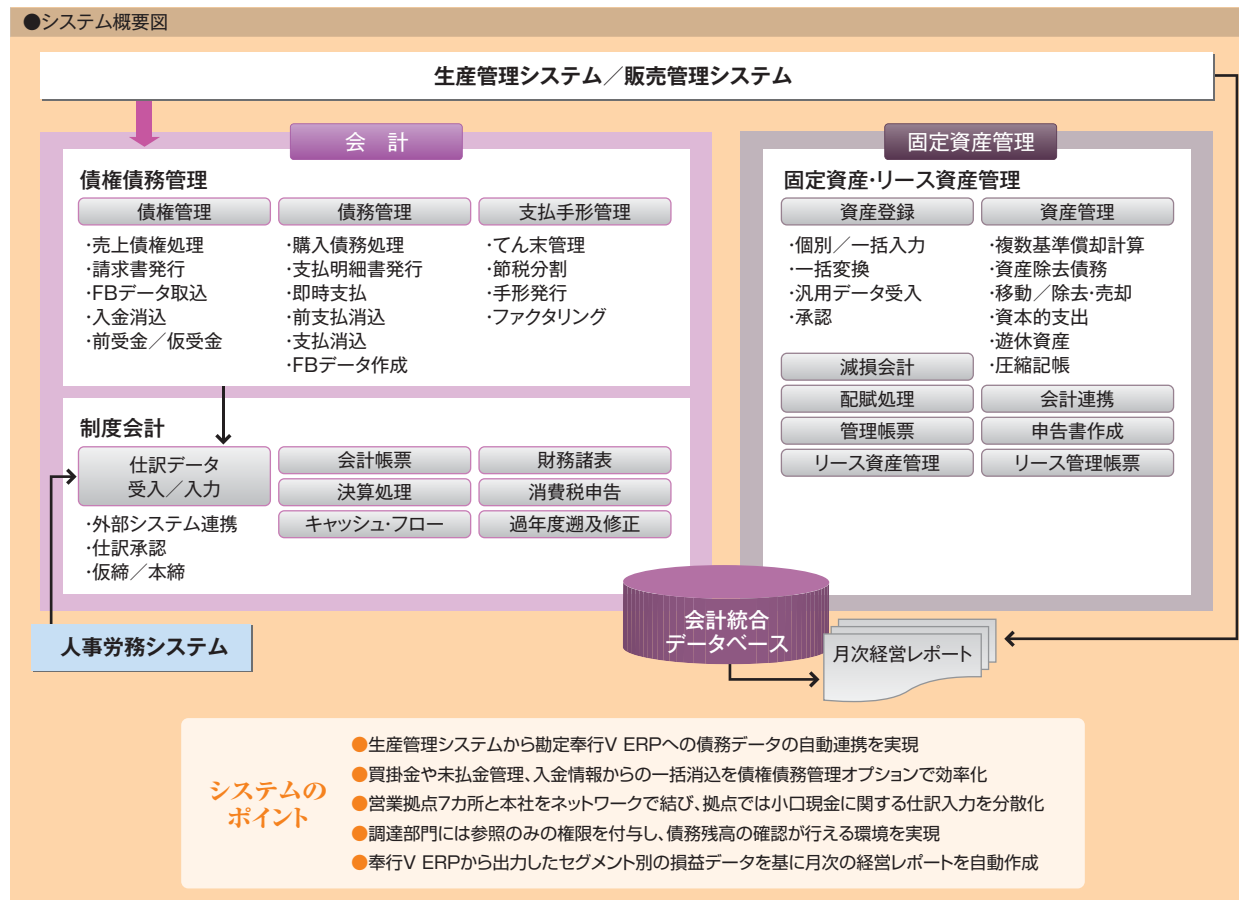 ●システム概要図
生産管理システム／販売管理システム
会 計
債権債務管理
債権管理
・売上債権処理
・請求書発行
・FBデータ取込
・入金消込
・前受金／仮受金
債務管理
・購入債務処理
・支払明細書発行
・即時支払
・前支払消込
・支払消込
・FBデータ作成
支払手形管理
・てん末管理
・節税分割
・手形発行
・ファクタリング
制度会計
仕訳データ
受入／入力
・外部システム連携
・仕訳承認
・仮締／本締
会計帳票
財務諸表
決算処理
消費税申告
キャッシュ・フロー
過年度遡及修正
固定資産管理
固定資産・リース資産管理
資産登録
・個別／一括入力
・一括変換
・汎用データ受入
・承認
資産管理
・複数基準償却計算
・資産除去債務
・移動／除去・売却
・資本的支出
・遊休資産
・圧縮記帳
減損会計
配賦処理
会計連携
管理帳票
申告書作成
リース資産管理
リース管理帳票
人事労務システム
会計統合
データベース
月次経営レポート
システムの
ポイント
●生産管理システムから勘定奉行V ERPへの債務データの自動連携を実現
●買掛金や未払金管理、入金情報からの一括消込を債権債務管理オプションで効率化
●営業拠点7カ所と本社をネットワークで結び、拠点では小口現金に関する仕訳入力を分散化
●調達部門には参照のみの権限を付与し、債務残高の確認が行える環境を実現
●奉行V ERPから出力したセグメント別の損益データを基に月次の経営レポートを自動作成